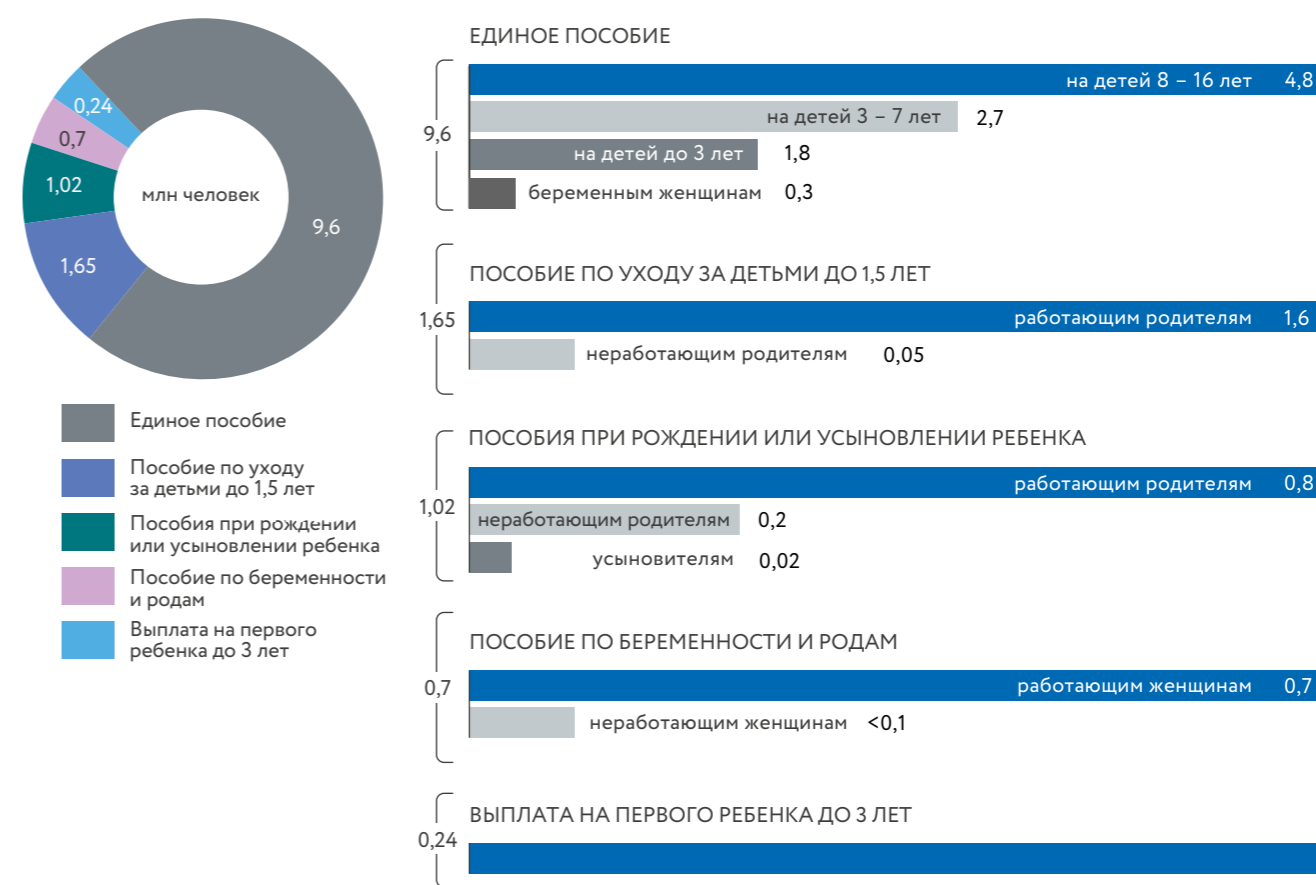 0,24
0,7
1,02
1,65
9,6
млн человек
Единое пособие
Пособие по уходу
за детьми до 1,5 лет
Пособия при рождении
или усыновлении ребенка
Пособие по беременности
и родам
Выплата на первого
ребенка до 3 лет
ЕДИНОЕ ПОСОБИЕ
9,6
на детей 8 – 16 лет 4,8
на детей 3 – 7 лет 2,7
на детей до 3 лет 1,8
беременным женщинам 0,3
ПОСОБИЕ ПО УХОДУ ЗА ДЕТЬМИ ДО 1,5 ЛЕТ
1,65
работающим родителям 1,6
неработающим родителям 0,05
ПОСОБИЯ ПРИ РОЖДЕНИИ ИЛИ УСЫНОВЛЕНИИ РЕБЕНКА
1,02
работающим родителям 0,8
неработающим родителям 0,2
усыновителям 0,02
ПОСОБИЕ ПО БЕРЕМЕННОСТИ И РОДАМ
0,7
работающим женщинам 0,7
неработающим женщинам <0,1
ВЫПЛАТА НА ПЕРВОГО РЕБЕНКА ДО 3 ЛЕТ
0,24